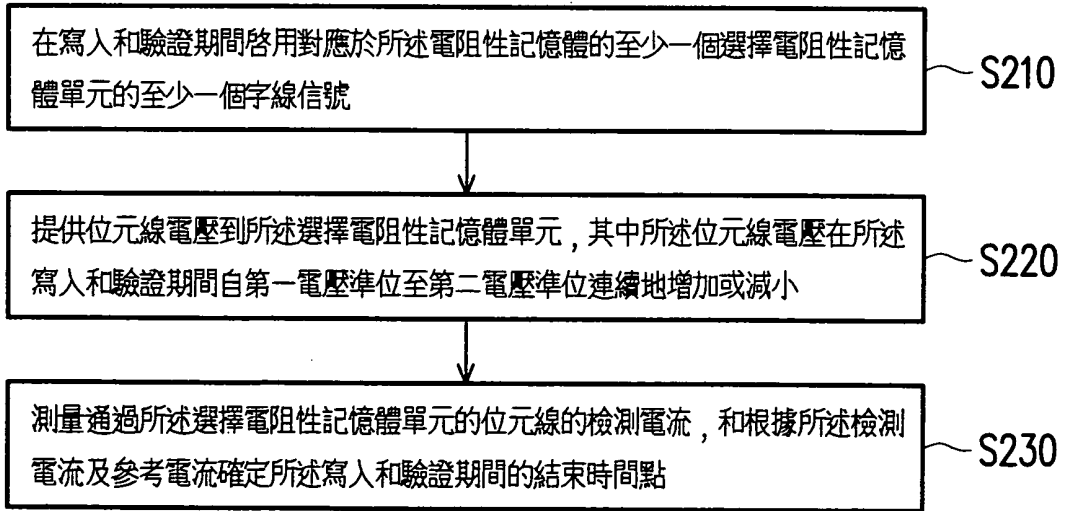 在寫入和驗證期間啓用對應於所述電阻性記憶體的至少一個選擇電阻性記憶
體單元的至少一個字線信號
S210
提供位元線電壓到所述選擇電阻性記憶體單元，其中所述位元線電壓在所述
寫入和驗證期間自第一電壓準位至第二電壓準位連續地增加或減小
S220
測量通過所述選擇電阻性記憶體單元的位元線的檢測電流，和根據所述檢測
電流及參考電流確定所述寫入和驗證期間的結束時間點
S230